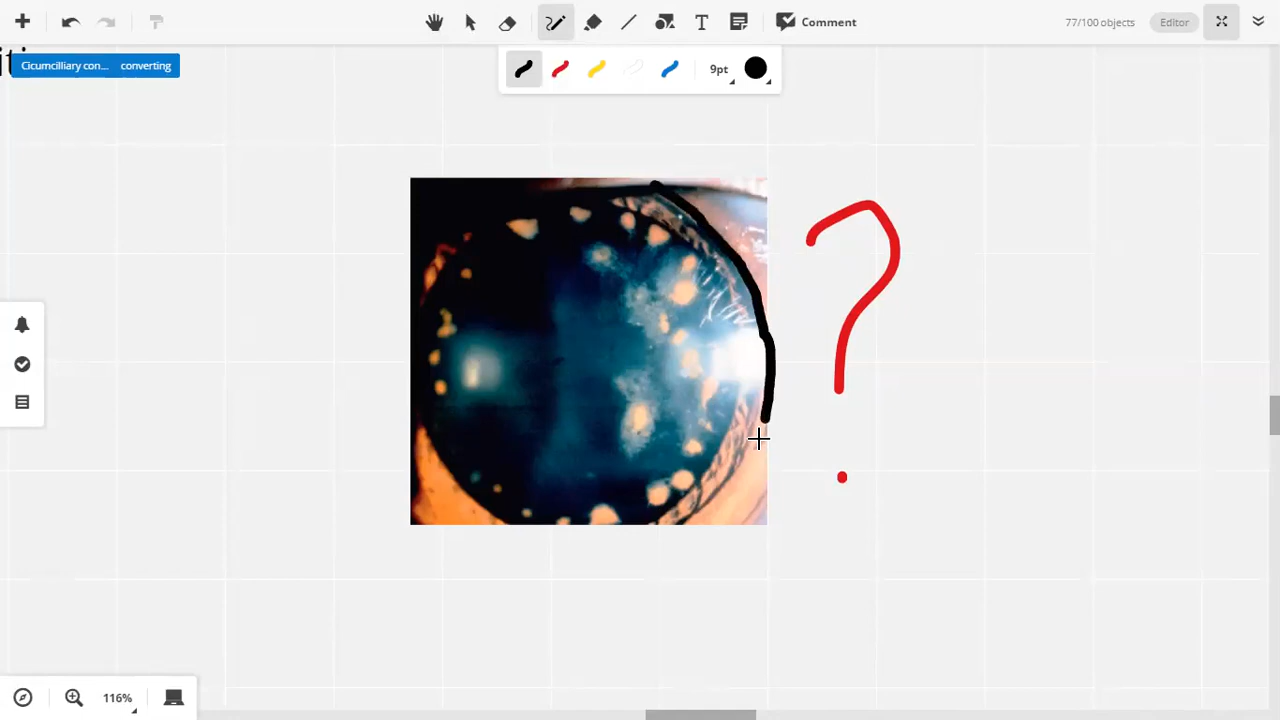 Comment
77/100 objects
Editor
Cicumcilliary con... converting
9pt
?
116%